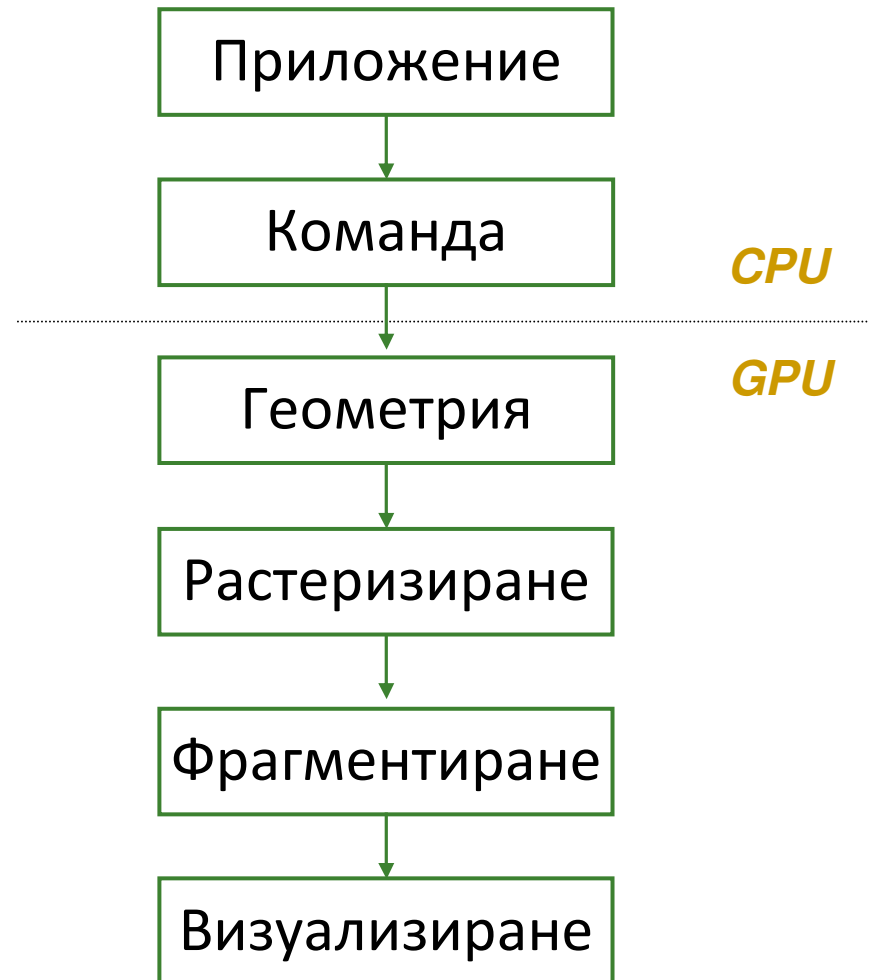 Приложение
Команда
CPU
GPU
Геометрия
Растеризиране
Фрагментиране
Визуализиране